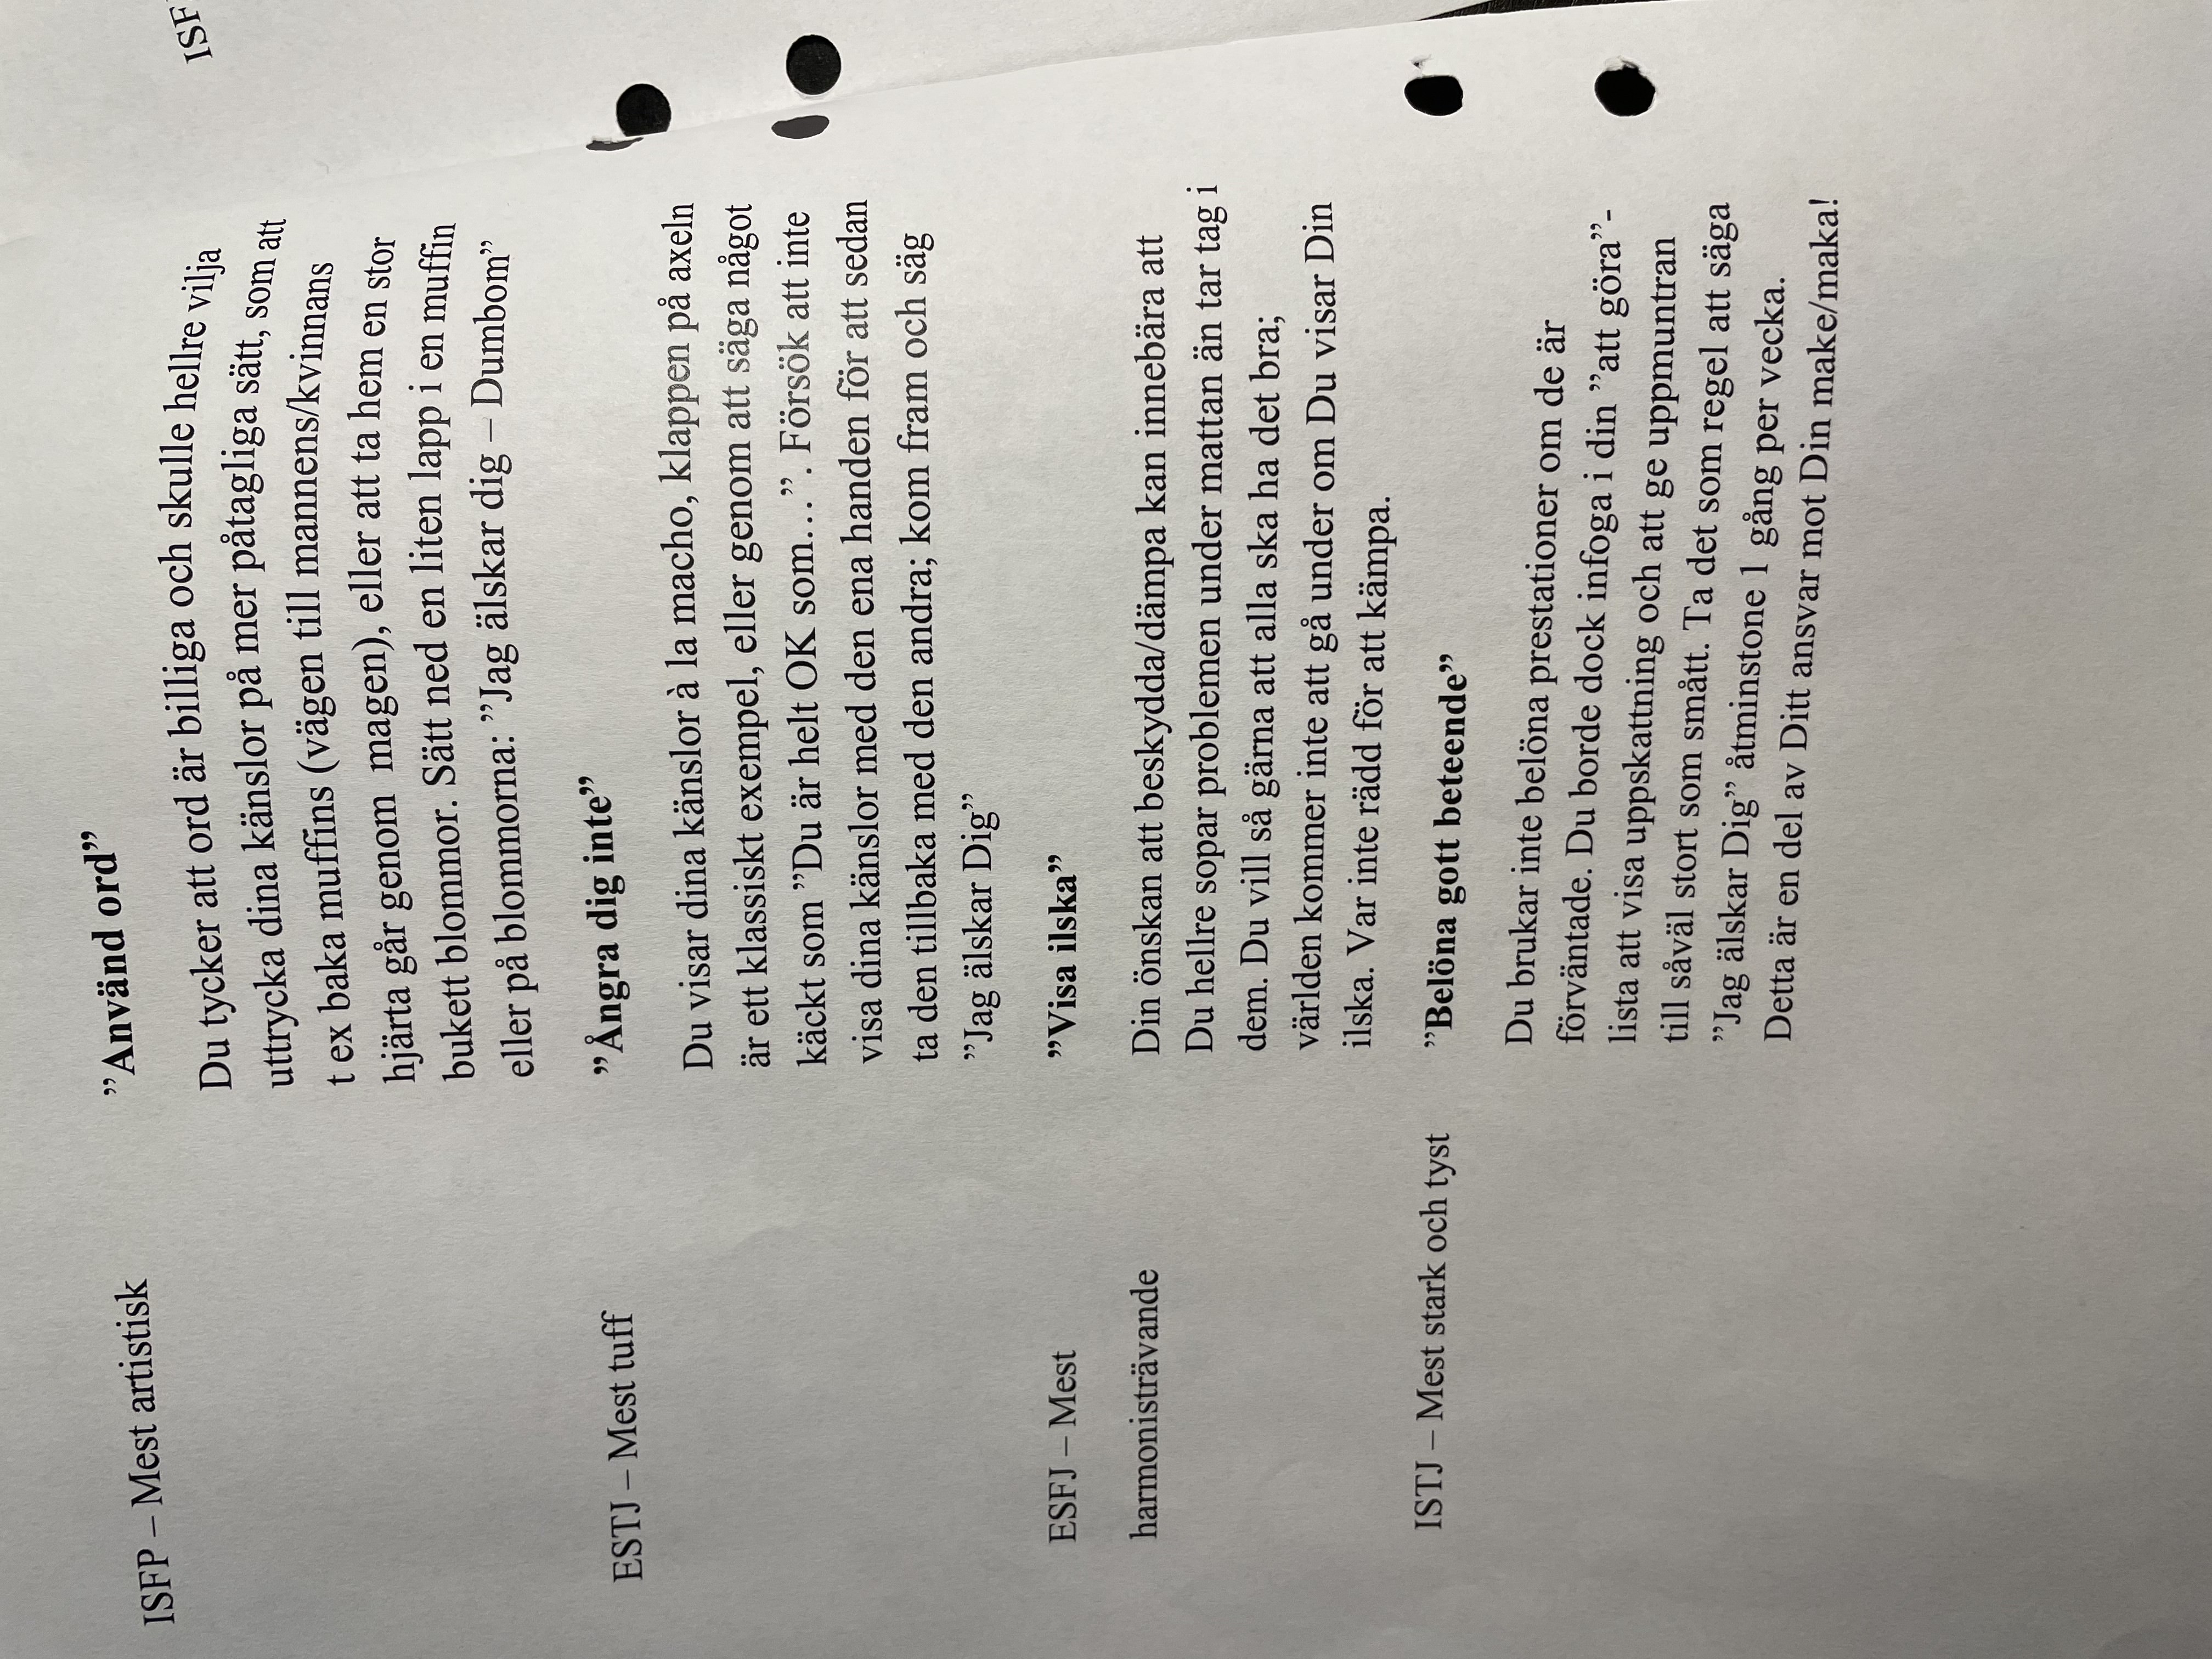 ISFP – Mest artistisk
”Använd ord”
Du tycker att ord är billiga och skulle hellre vilja
uttrycka dina känslor på mer påtagliga sätt, som att
t ex baka muffins (vägen till mannens/kvinnans
hjärta går genom  magen), eller att ta hem en stor
bukett blommor. Sätt ned en liten lapp i en muffin
eller på blommorna: ”Jag älskar dig – Dumbom”
ESTJ – Mest tuff
”Ångra dig inte”
Du visar dina känslor à la macho, klappen på axeln
är ett klassiskt exempel, eller genom att säga något
käckt som ”Du är helt OK som…”. Försök att inte
visa dina känslor med den ena handen för att sedan
ta den tillbaka med den andra; kom fram och säg
”Jag älskar Dig”
ESFJ – Mest
harmonisträvande
”Visa ilska”
Din önskan att beskydda/dämpa kan innebära att
Du hellre sopar problemen under mattan än tar tag i
dem. Du vill så gärna att alla ska ha det bra;
världen kommer inte att gå under om Du visar Din
ilska. Var inte rädd för att kämpa.
ISTJ – Mest stark och tyst
”Belöna gott beteende”
Du brukar inte belöna prestationer om de är
förväntade. Du borde dock infoga i din ”att göra”-
lista att visa uppskattning och att ge uppmuntran
till såväl stort som smått. Ta det som regel att säga
”Jag älskar Dig” åtminstone 1 gång per vecka.
Detta är en del av Ditt ansvar mot Din make/maka!